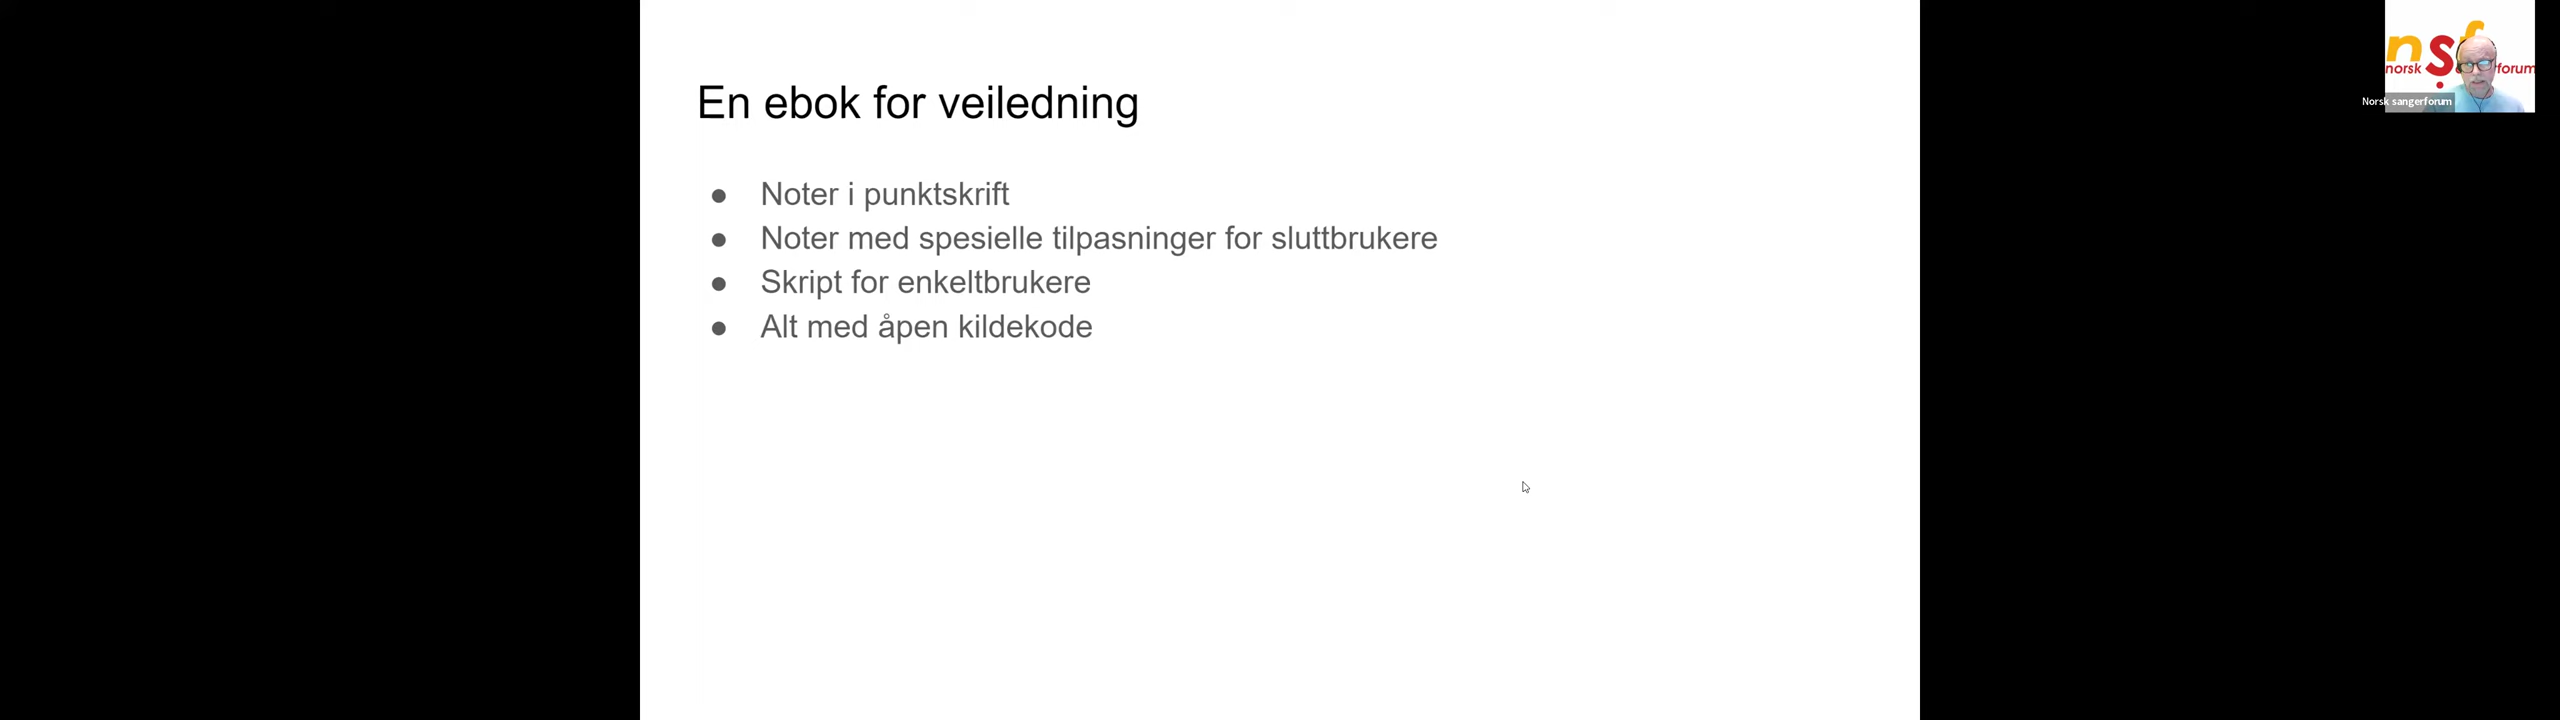 En ebok for veiledning
● Noter i punktskrift
● Noter med spesielle tilpasninger for sluttbrukere
● Skript for enkeltbrukere
● Alt med åpen kildekode
nsf
norsk forum
Norsk sangerforum